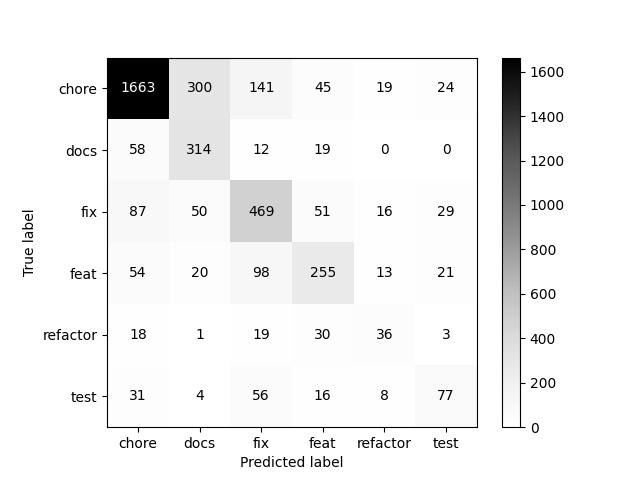 chore 1663 300 141 45 19 24
docs 58 314 12 19 0 0
fix 87 50 469 51 16 29
feat 54 20 98 255 13 21
refactor 18 1 19 30 36 3
test 31 4 56 16 8 77
chore docs fix feat refactor test
Predicted label
True label
1600
1400
1200
1000
800
600
400
200
0